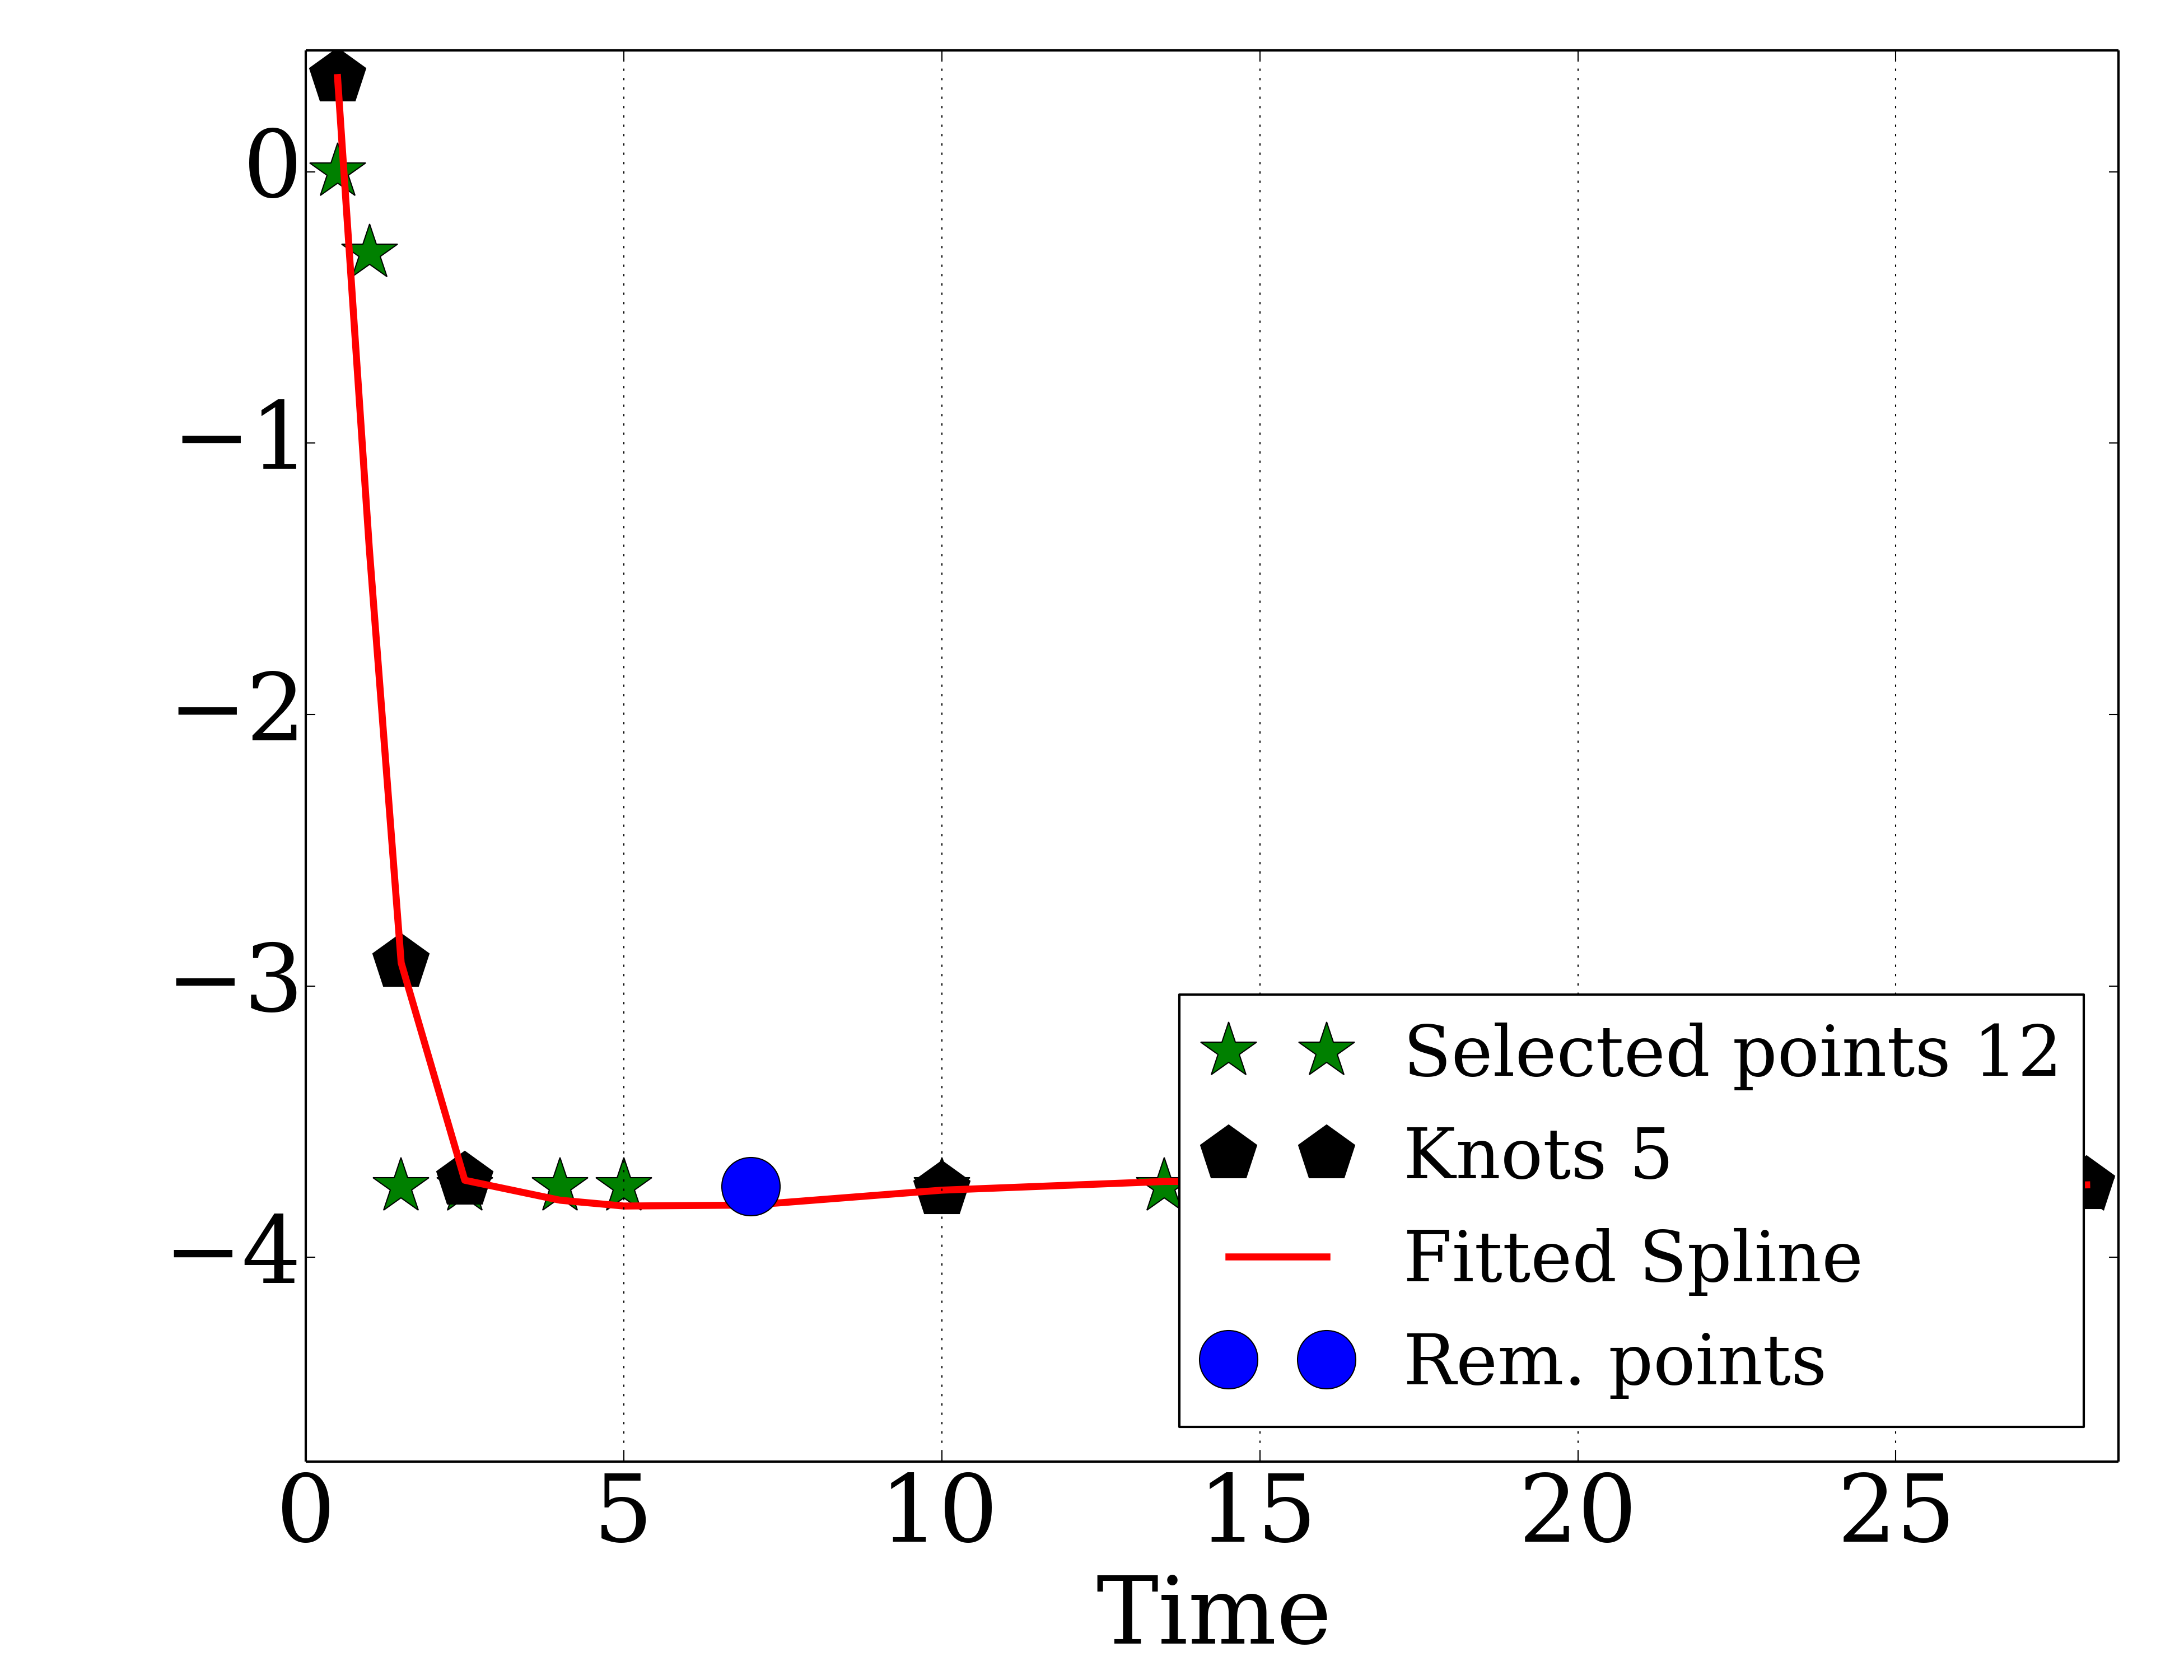 0
−1
−2
−3
−4
Selected points 12
Knots 5
Fitted Spline
Rem. points
0 5 10 15 20 25
Time